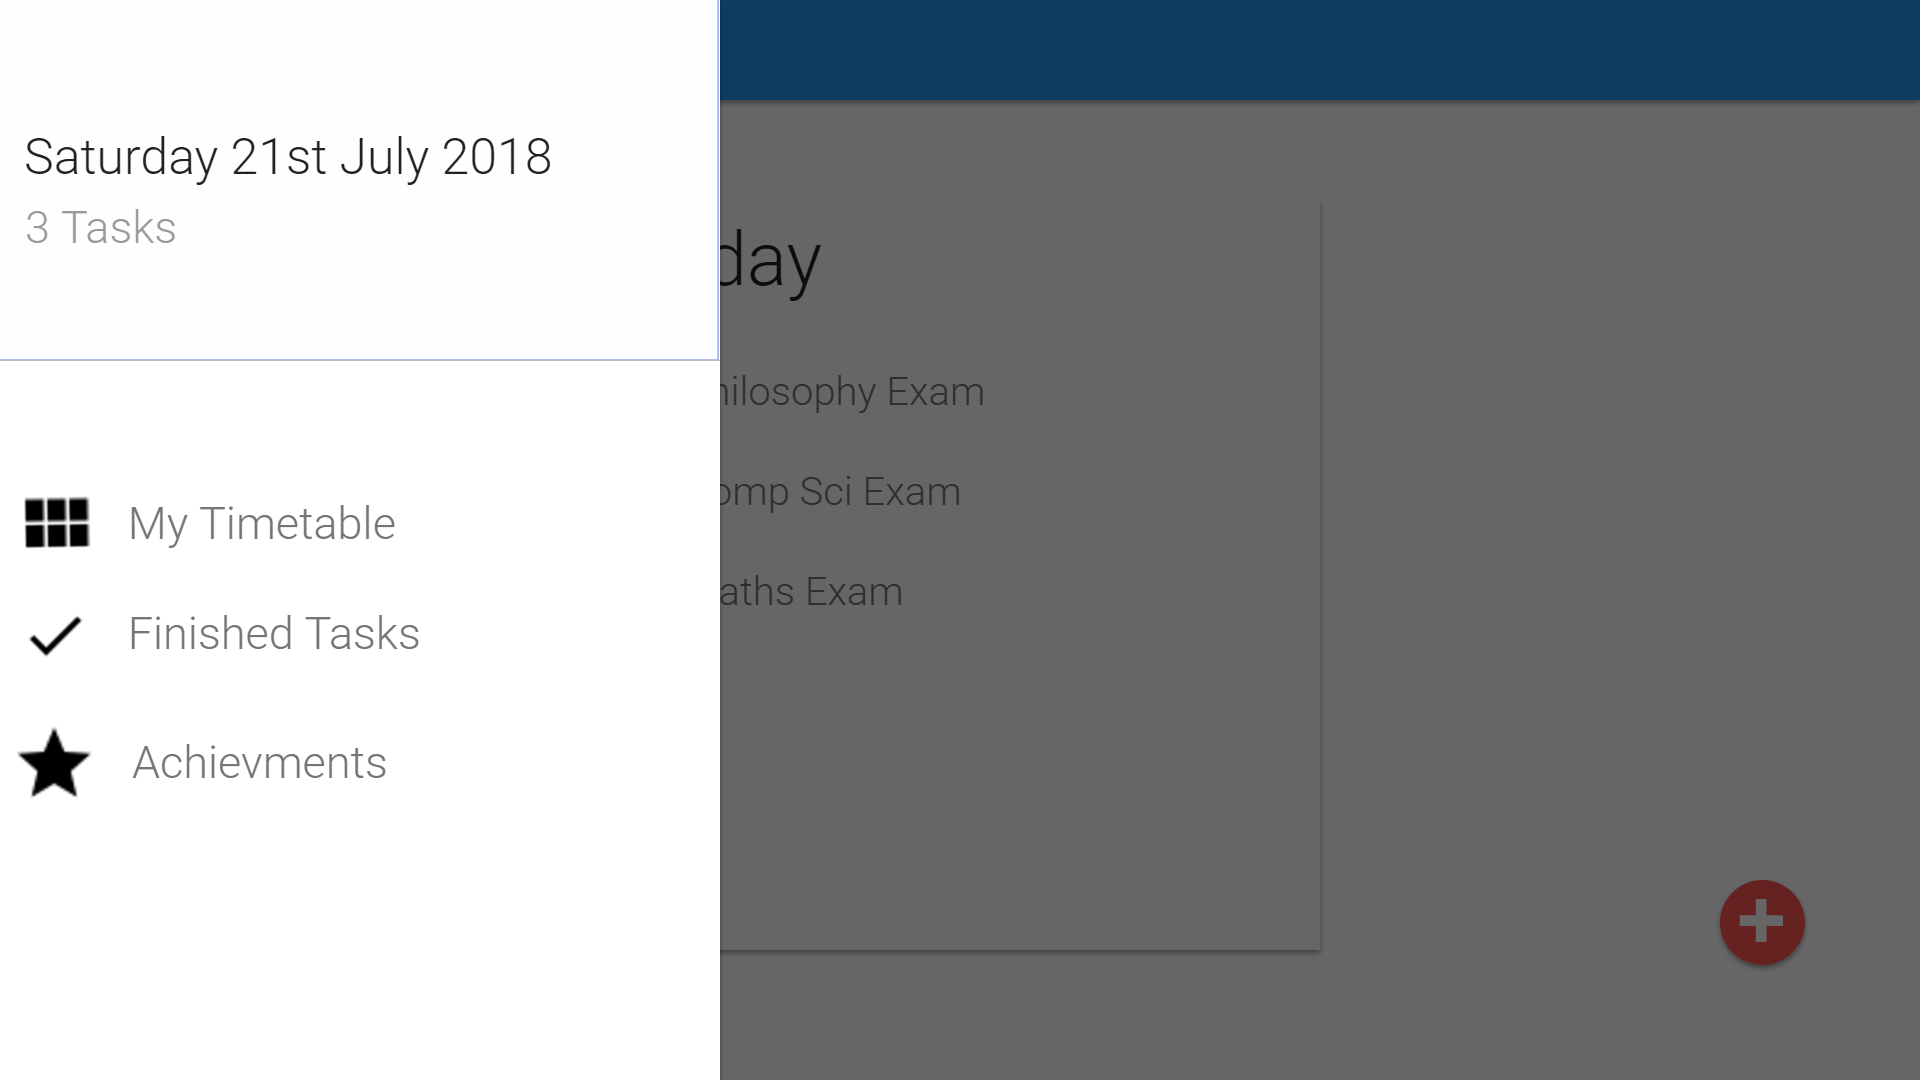 Saturday 21st July 2018
3 Tasks
My Timetable
Finished Tasks
Achievments
day
hilosophy Exam
omp Sci Exam
aths Exam